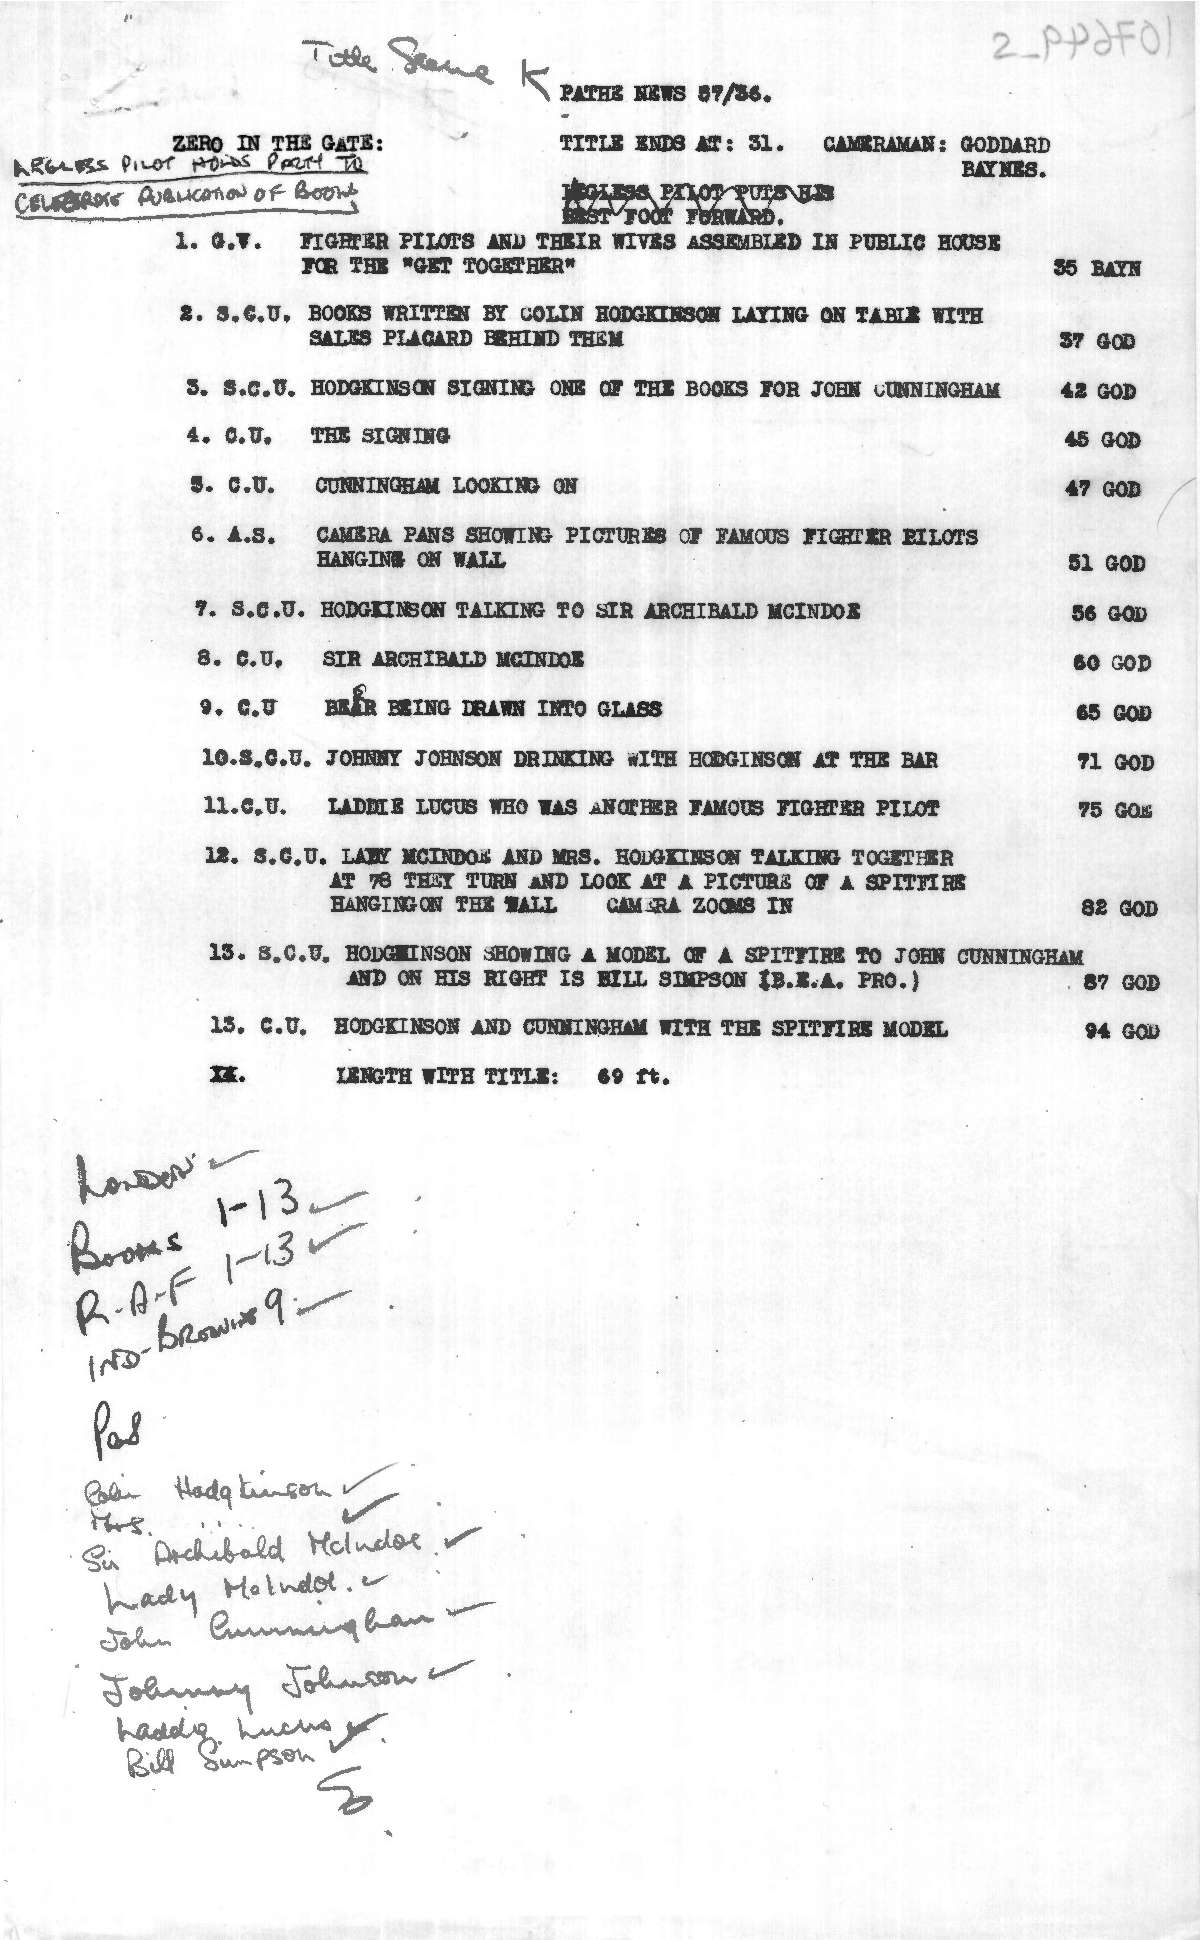 107649_2
Title Scene K
PATHE NEWS 57/36.
ZERO IN THE GATE: TITLE ENDS AT: 31. CAMERAMAN: GODDARD
BAYNES.
LEGLESS PILOT HOLDS PARTY TO
CELEBRATE PUBLICATION OF BOOK
LEGLESS PILOT PUTS HIS
BEST FOOT FORWARD.
1. G.V. FIGHTER PILOTS AND THEIR WIVES ASSEMBLED IN PUBLIC HOUSE
FOR THE "GET TOGETHER" 35 BAYN
2. S.C.U. BOOKS WRITTEN BY COLIN HODGKINSON LAYING ON TABLE WITH
SALES PLACARD BEHIND THEM 37 GOD
3. S.C.U. HODGKINSON SIGNING ONE OF THE BOOKS FOR JOHN CUNNINGHAM 42 GOD
4. C.U. THE SIGNING 45 GOD
5. C.U. CUNNINGHAM LOOKING ON 47 GOD
6. A.S. CAMERA PANS SHOWING PICTURES OF FAMOUS FIGHTER PILOTS
HANGING ON WALL 51 GOD
7. S.C.U. HODGKINSON TALKING TO SIR ARCHIBALD MCINDOE 56 GOD
8. C.U. SIR ARCHIBALD MCINDOE 60 GOD
9. C.U BEER BEING DRAWN INTO GLASS 65 GOD
10.S.C.U. JOHNNY JOHNSON DRINKING WITH HODGINSON AT THE BAR 71 GOD
11.C.U. LADDIE LUCUS WHO WAS ANOTHER FAMOUS FIGHTER PILOT 75 GOD
12. S.C.U. LADY MCINDOE AND MRS. HODGKINSON TALKING TOGETHER
AT 78 THEY TURN AND LOOK AT A PICTURE OF A SPITFIRE
HANGING ON THE WALL CAMERA ZOOMS IN 82 GOD
13. S.C.U. HODGKINSON SHOWING A MODEL OF A SPITFIRE TO JOHN CUNNINGHAM
AND ON HIS RIGHT IS BILL SIMPSON (B.E.A. PRO.) 87 GOD
13. C.U. HODGKINSON AND CUNNINGHAM WITH THE SPITFIRE MODEL 94 GOD
LENGTH WITH TITLE: 69 ft.
LONDON
BOOKS 1-13
R.A.F 1-13
IND-BREWING 9
Colin Hodgkinson
Mrs. " "
Sir Archibald McIndoe
Lady McIndoe.
John Cunningham
Johnny Johnson
Laddie Lucus
Bill Simpson